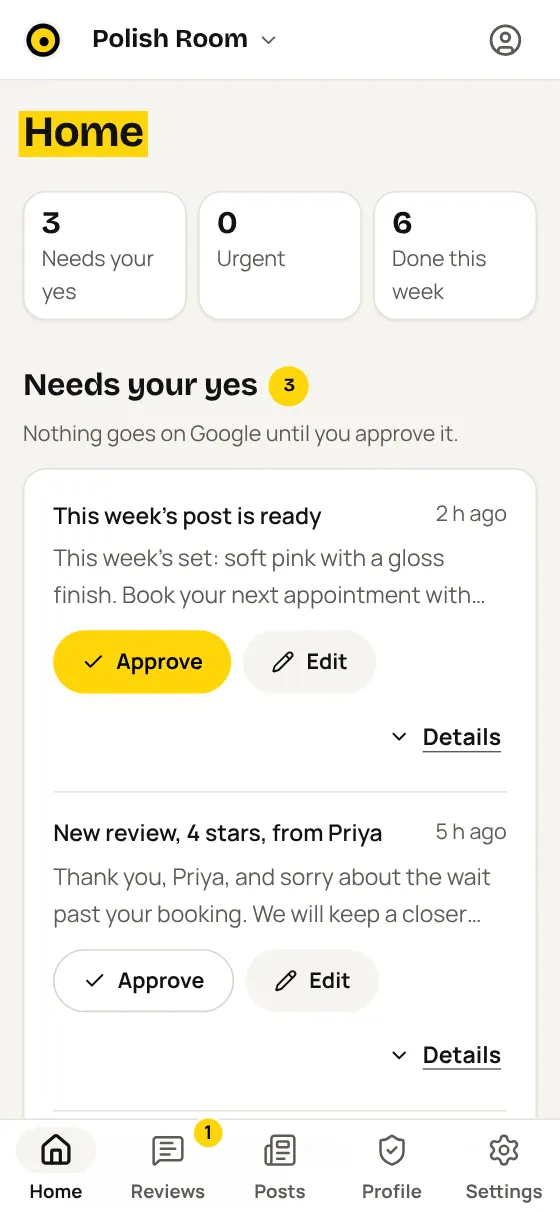 Polish Room
Home
3
Needs your
yes
0
Urgent
6
Done this
week
Needs your yes 3
Nothing goes on Google until you approve it.
This week’s post is ready 2 h ago
This week’s set: soft pink with a gloss
finish. Book your next appointment with…
Approve Edit
Details
New review, 4 stars, from Priya 5 h ago
Thank you, Priya, and sorry about the wait
past your booking. We will keep a closer…
Approve Edit
Details
1
Home Reviews Posts Profile Settings